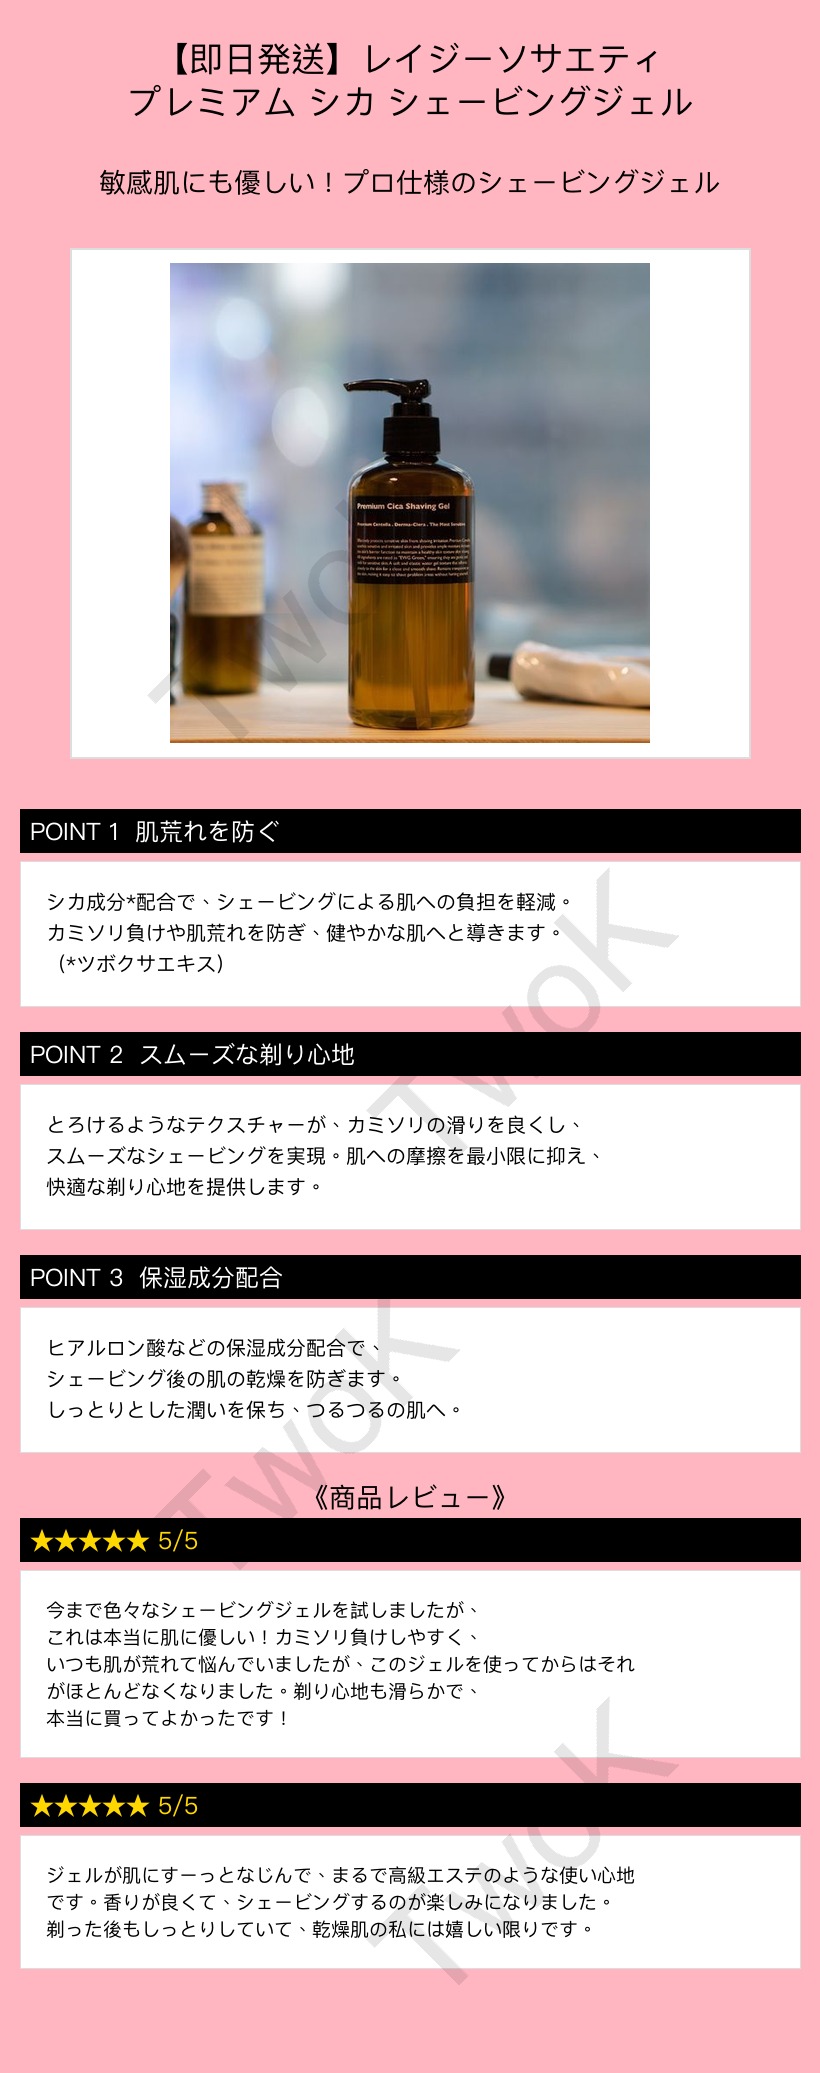 【即日発送】レイジーソサエティ
プレミアム シカ シェービングジェル
敏感肌にも優しい！プロ仕様のシェービングジェル
Premium Cica Shaving Gel
Premium Centella . Derma-Clera . The Most Sensitive
TwoK
POINT 1 肌荒れを防ぐ
シカ成分*配合で、シェービングによる肌への負担を軽減。
カミソリ負けや肌荒れを防ぎ、健やかな肌へと導きます。
（*ツボクサエキス）
TwoK
POINT 2 スムーズな剃り心地
とろけるようなテクスチャーが、カミソリの滑りを良くし、
スムーズなシェービングを実現。肌への摩擦を最小限に抑え、
快適な剃り心地を提供します。
POINT 3 保湿成分配合
ヒアルロン酸などの保湿成分配合で、
シェービング後の肌の乾燥を防ぎます。
しっとりとした潤いを保ち、つるつるの肌へ。
TwoK
《商品レビュー》
★★★★★ 5/5
今まで色々なシェービングジェルを試しましたが、
これは本当に肌に優しい！カミソリ負けしやすく、
いつも肌が荒れて悩んでいましたが、このジェルを使ってからはそれ
がほとんどなくなりました。剃り心地も滑らかで、
本当に買ってよかったです！
★★★★★ 5/5
ジェルが肌にすーっとなじんで、まるで高級エステのような使い心地
です。香りが良くて、シェービングするのが楽しみになりました。
剃った後もしっとりしていて、乾燥肌の私には嬉しい限りです。
TwoK